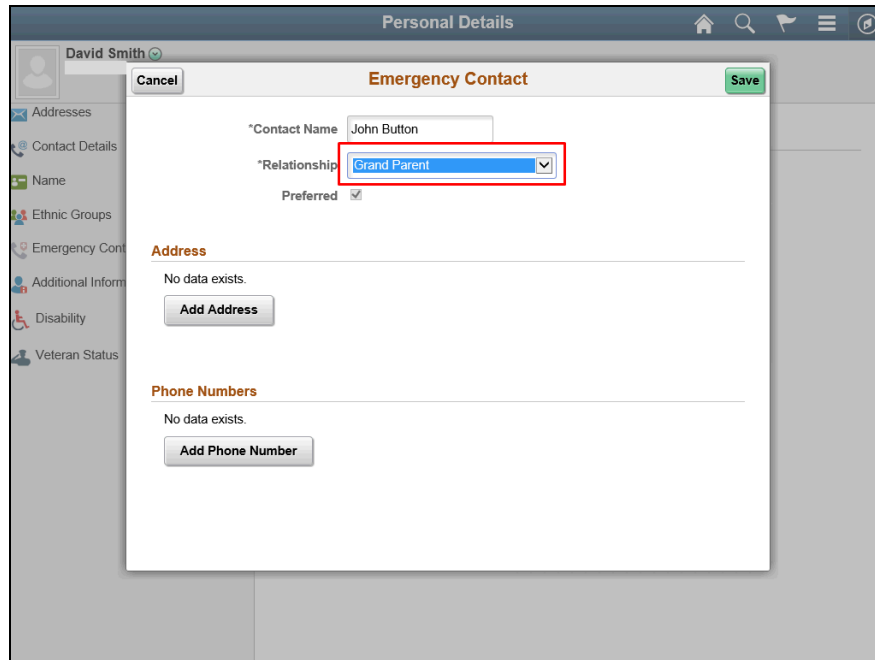 Personal Details
David Smith
Cancel
Emergency Contact
Save
Addresses
Contact Details
Name
Ethnic Groups
Emergency Cont
Additional Inform
Disability
Veteran Status
*Contact Name John Button
*Relationship Grand Parent
Preferred
Address
No data exists.
Add Address
Phone Numbers
No data exists.
Add Phone Number